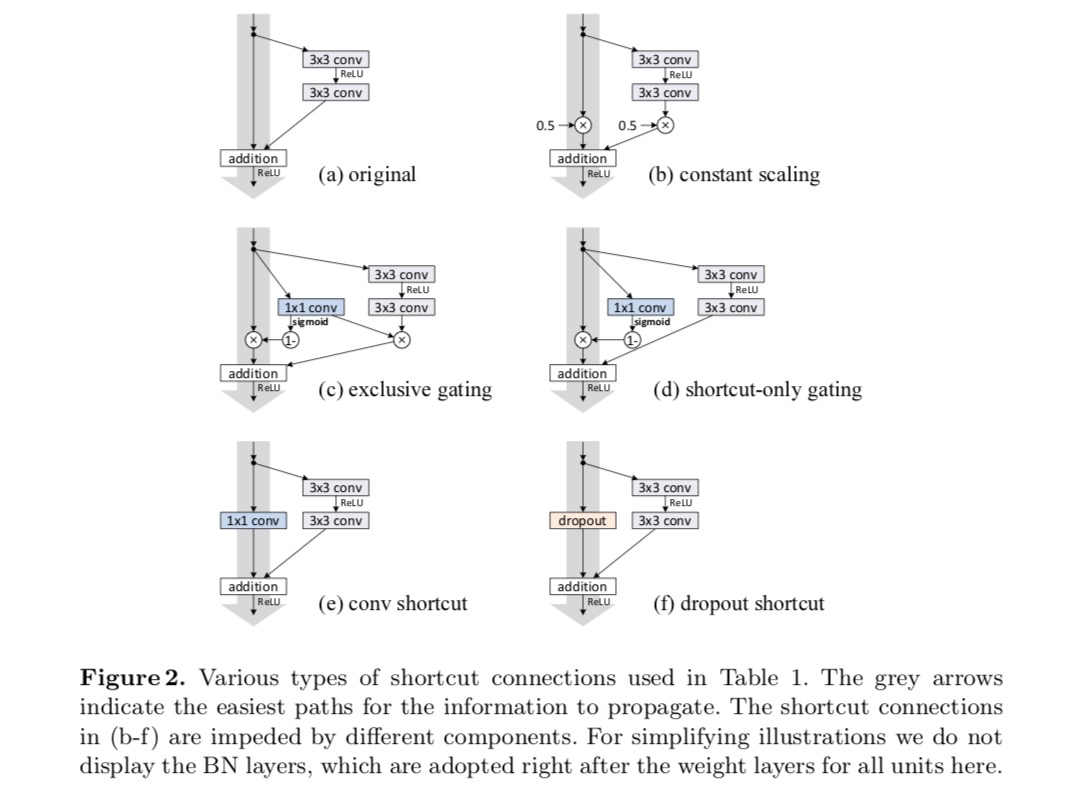 3x3 conv
ReLU
3x3 conv
addition
ReLU
(a) original
3x3 conv
ReLU
3x3 conv
0.5
×
0.5
×
addition
ReLU
(b) constant scaling
3x3 conv
ReLU
1x1 conv
3x3 conv
sigmoid
×
1-
×
addition
ReLU
(c) exclusive gating
3x3 conv
ReLU
1x1 conv
3x3 conv
sigmoid
×
1-
addition
ReLU
(d) shortcut-only gating
3x3 conv
ReLU
1x1 conv
3x3 conv
addition
ReLU
(e) conv shortcut
3x3 conv
ReLU
dropout
3x3 conv
addition
ReLU
(f) dropout shortcut
Figure 2. Various types of shortcut connections used in Table 1. The grey arrows
indicate the easiest paths for the information to propagate. The shortcut connections
in (b-f) are impeded by different components. For simplifying illustrations we do not
display the BN layers, which are adopted right after the weight layers for all units here.